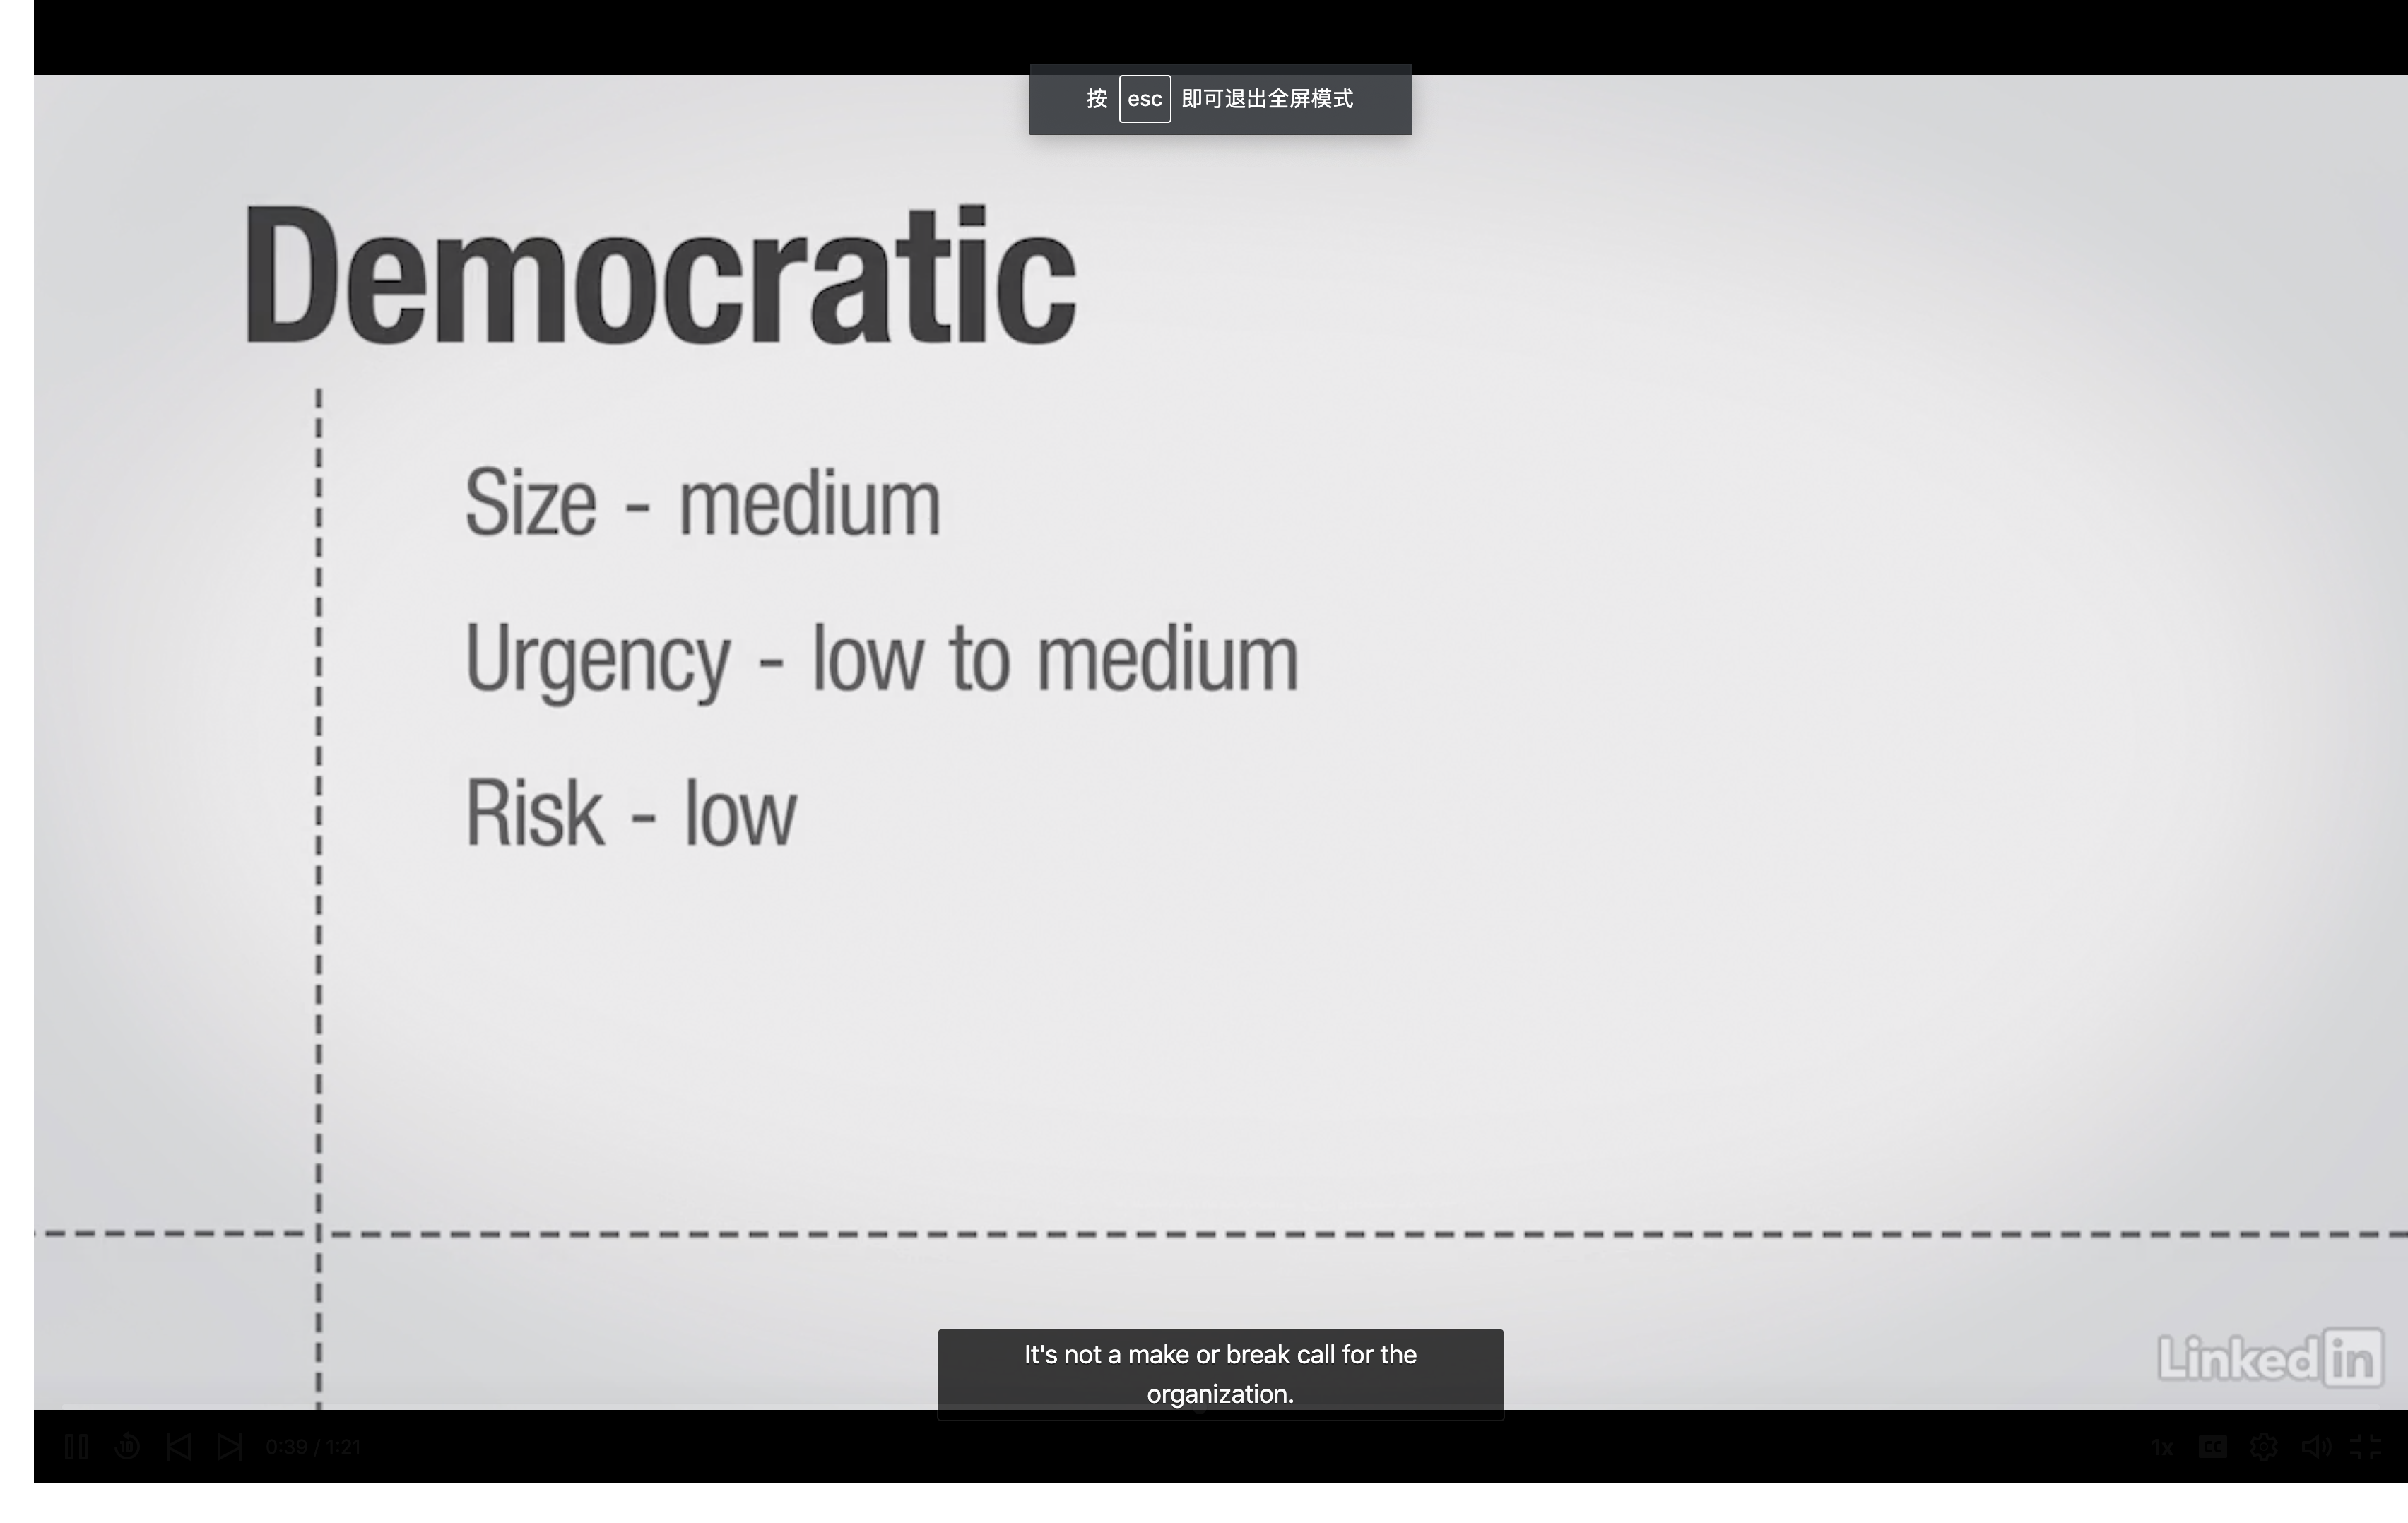 按 esc 即可退出全屏模式
Democratic
Size - medium
Urgency - low to medium
Risk - low
It's not a make or break call for the
organization.
Linked in
10 0:39 / 1:21 1x CC